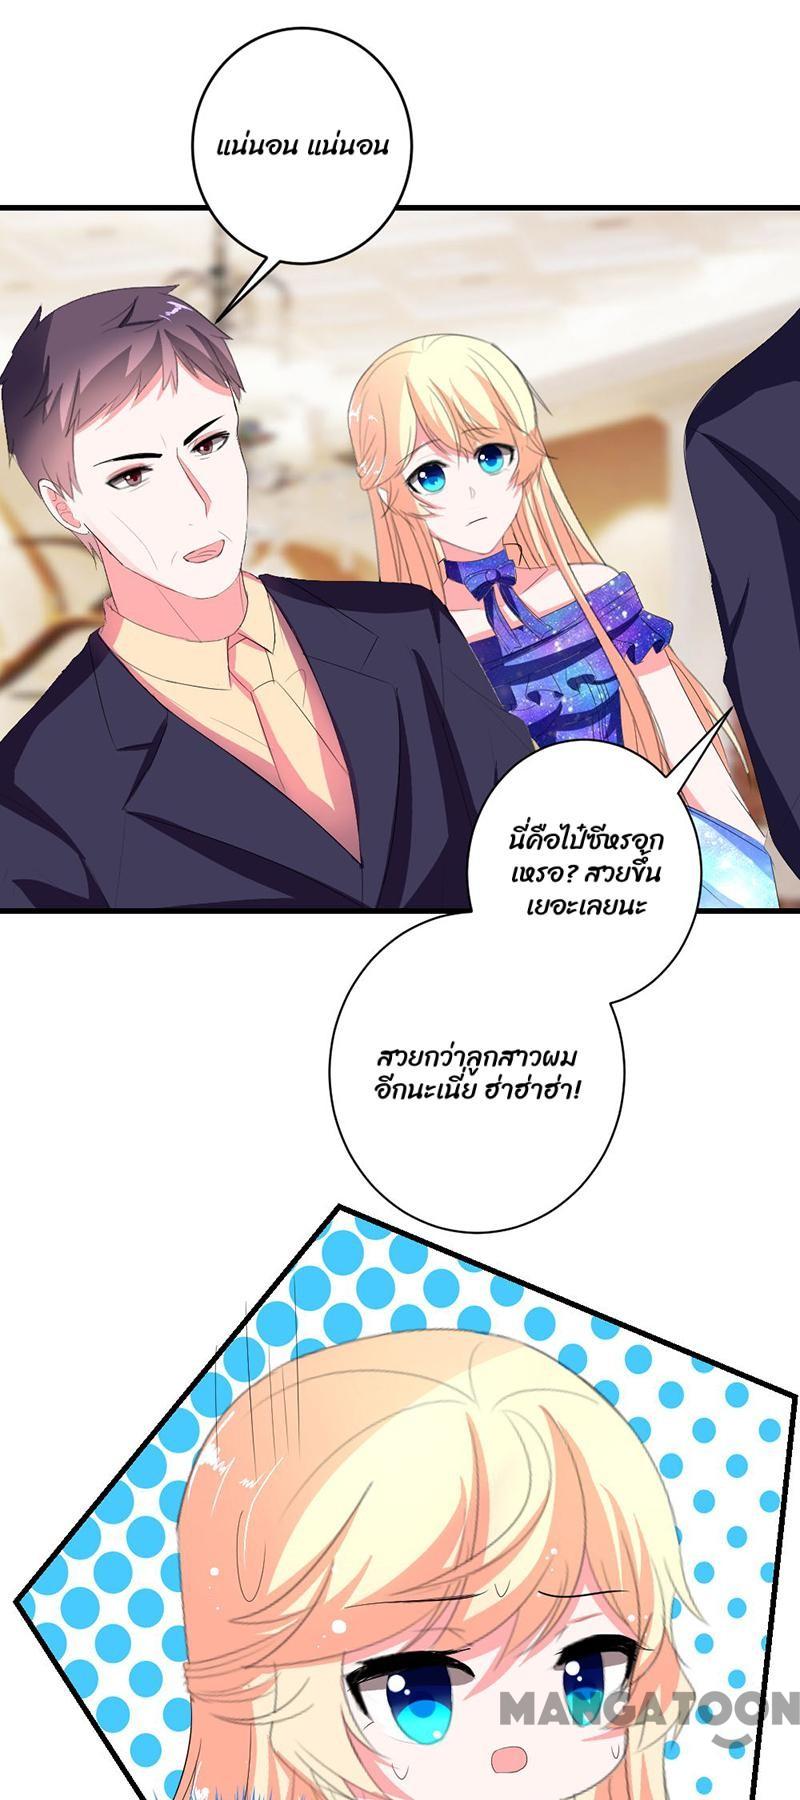 แน่นอน แน่นอน
นี่คือไป๋ซีหรอก
เหรอ? สวยขึ้น
เยอะเลยนะ
สวยกว่าลูกสาวผม
อีกนะเนี่ย ฮ่าฮ่าฮ่า!
MANGATOON